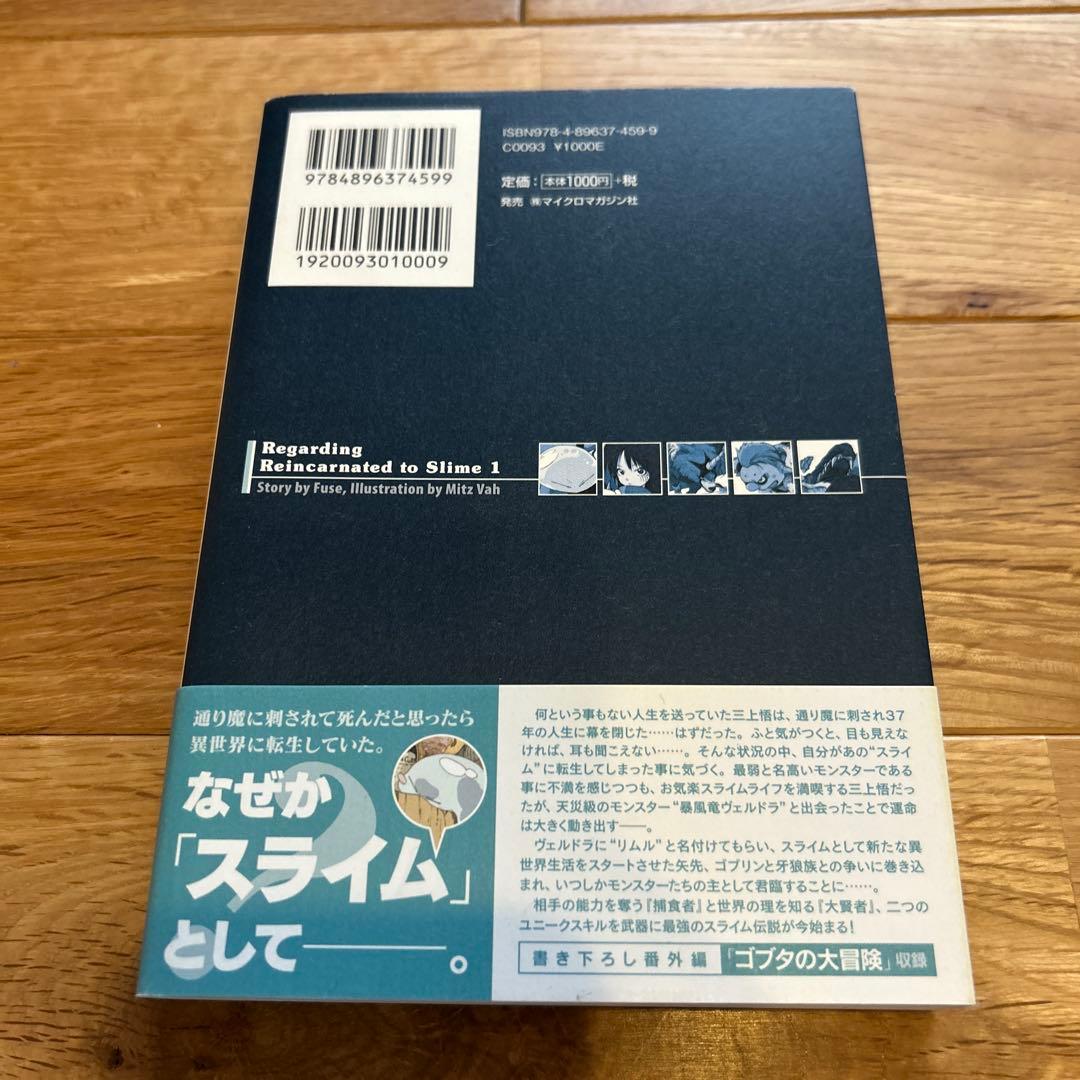 9784896374599
1920093010009
ISBN978-4-89637-459-9
C0093 ¥1000E
定価：本体1000円+税
発売 ㈱マイクロマガジン社
Regarding
Reincarnated to Slime 1
Story by Fuse, Illustration by Mitz Vah
通り魔に刺されて死んだと思ったら
異世界に転生していた。
なぜか
「スライム」
として━━━。
?
何という事もない人生を送っていた三上悟は、通り魔に刺され37
年の人生に幕を閉じた……はずだった。ふと気がつくと、目も見えな
ければ、耳も聞こえない……。そんな状況の中、自分があの“スライ
ム”に転生してしまった事に気づく。最弱と名高いモンスターである
事に不満を感じつつも、お気楽スライムライフを満喫する三上悟だっ
たが、天災級のモンスター“暴風竜ヴェルドラ”と出会ったことで運命
は大きく動き出す──。
ヴェルドラに“リムル”と名付けてもらい、スライムとして新たな異
世界生活をスタートさせた矢先、ゴブリンと牙狼族との争いに巻き込
まれ、いつしかモンスターたちの主として君臨することに……。
相手の能力を奪う『捕食者』と世界の理を知る『大賢者』、二つの
ユニークスキルを武器に最強のスライム伝説が今始まる!
書き下ろし番外編 「ゴブタの大冒険」収録